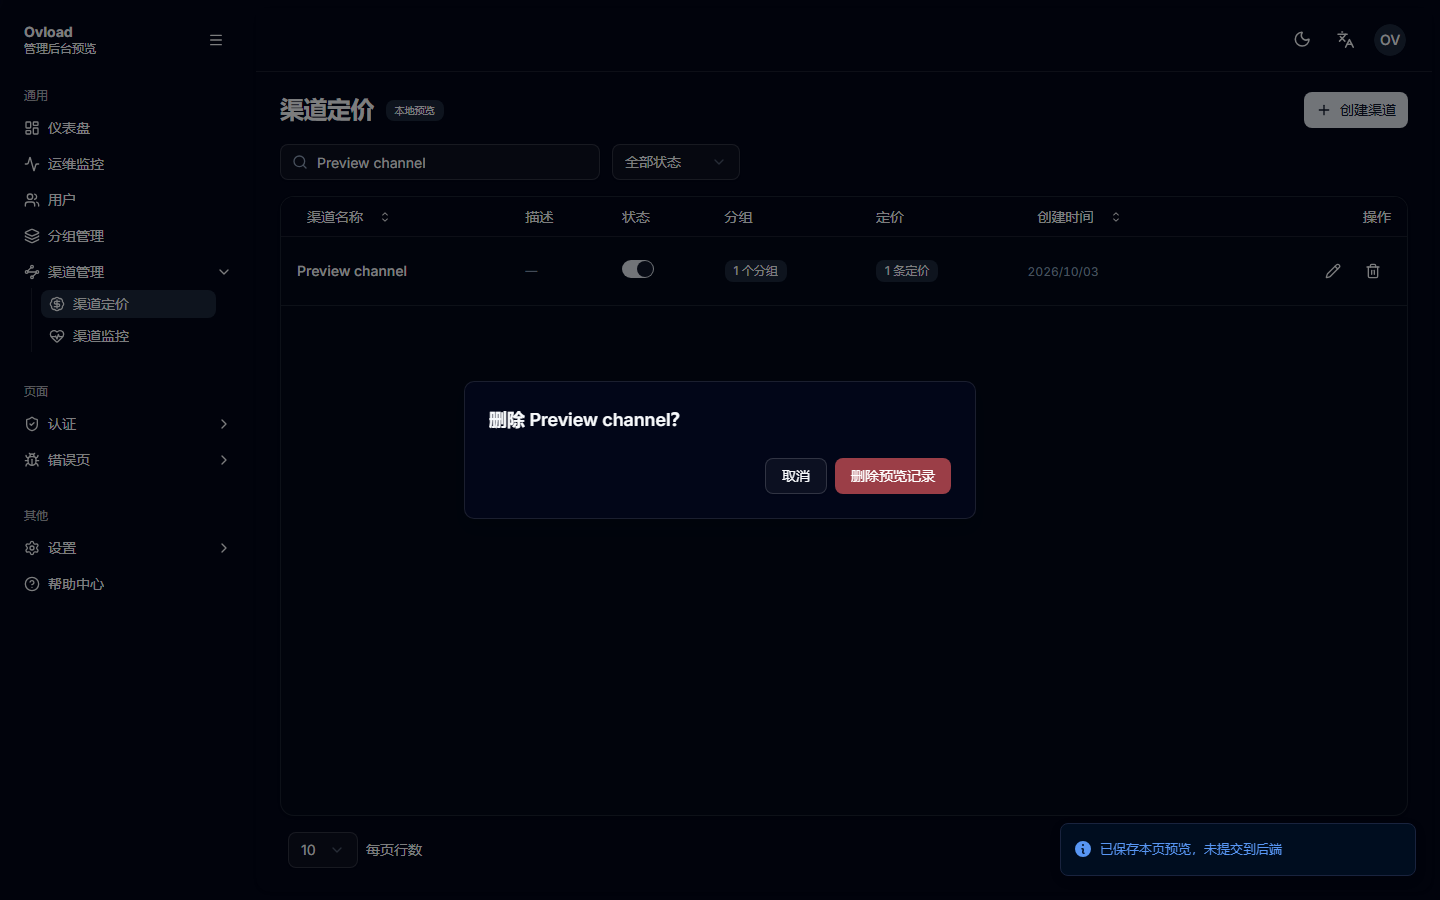 Ovload
管理后台预览
OV
通用
仪表盘
运维监控
用户
分组管理
渠道管理
渠道定价
渠道监控
页面
认证
错误页
其他
设置
帮助中心
渠道定价
本地预览
创建渠道
Preview channel
全部状态
渠道名称 描述 状态 分组 定价 创建时间 操作
Preview channel — 1 个分组 1 条定价 2026/10/03
删除 Preview channel?
取消
删除预览记录
10
每页行数
已保存本页预览，未提交到后端